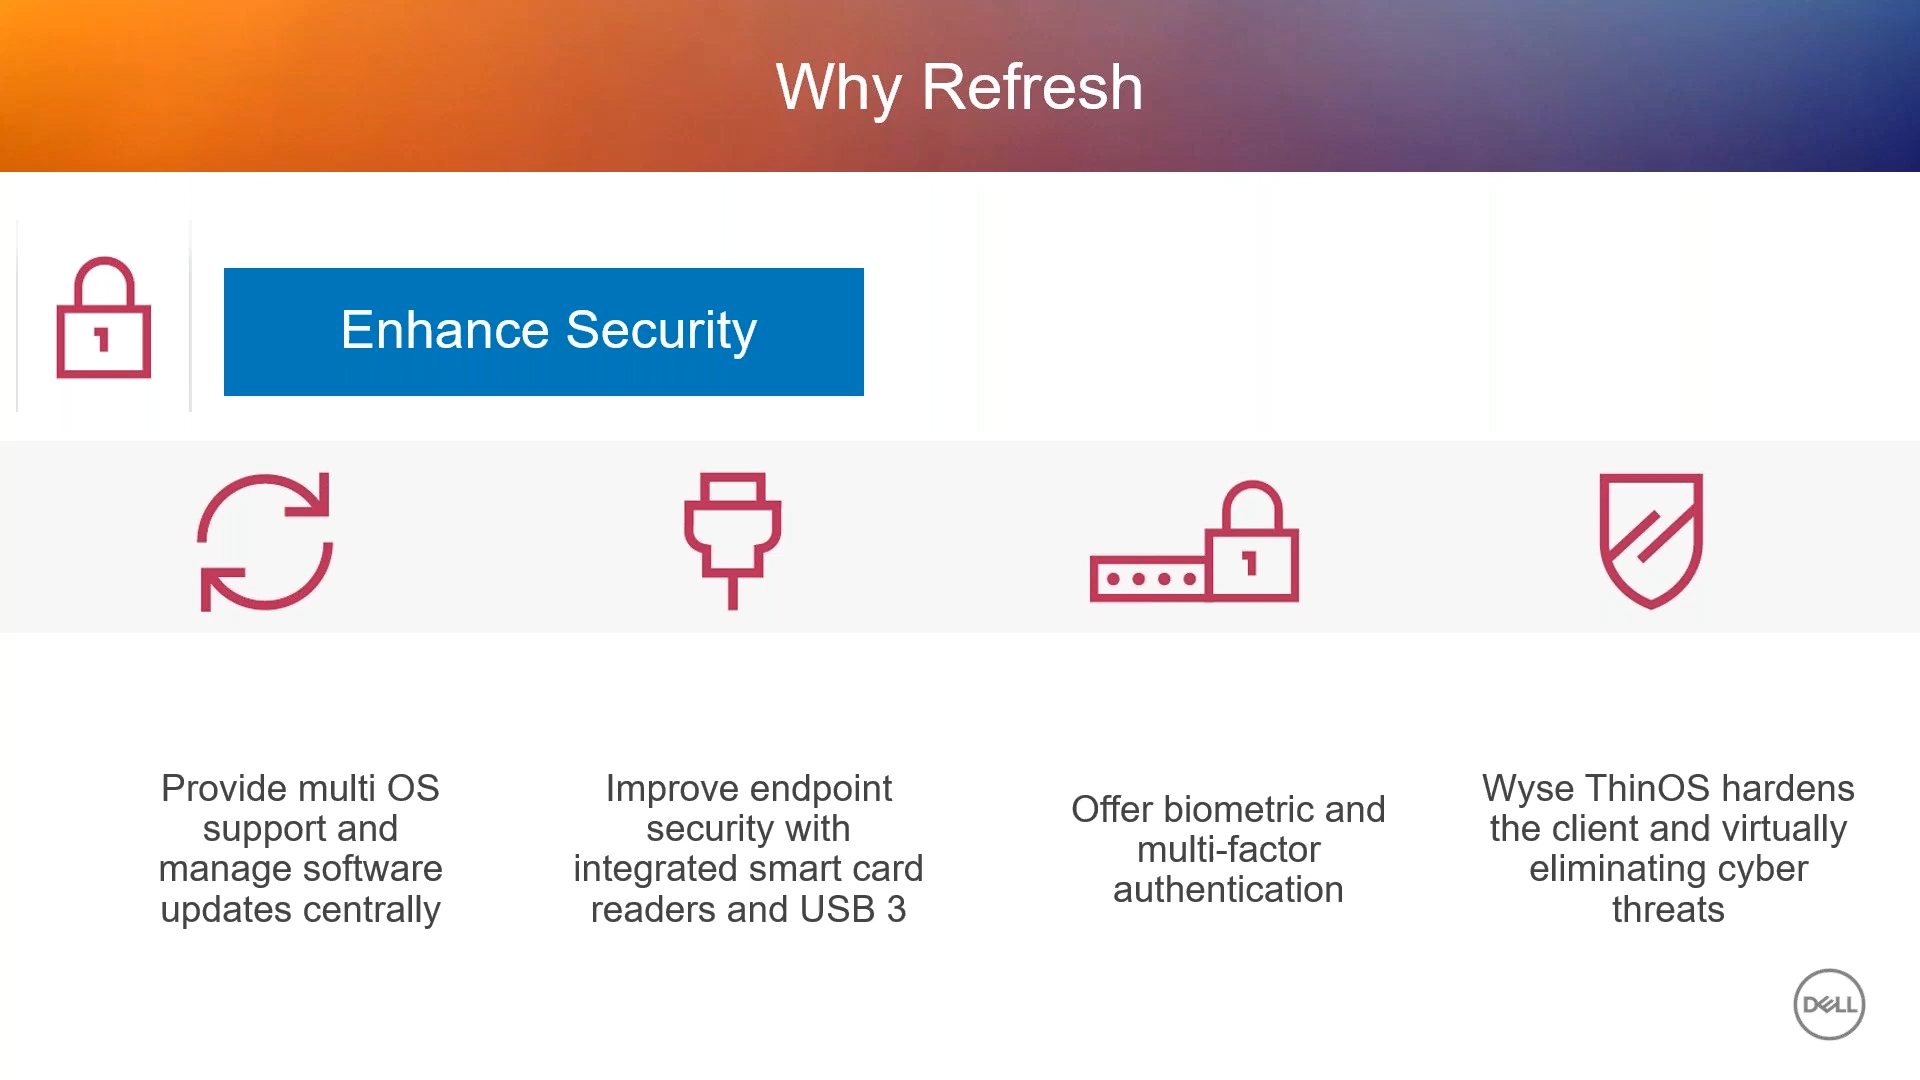 Why Refresh
1
Enhance Security
1
Provide multi OS
support and
manage software
updates centrally
Improve endpoint
security with
integrated smart card
readers and USB 3
Offer biometric and
multi-factor
authentication
Wyse ThinOS hardens
the client and virtually
eliminating cyber
threats
DELL